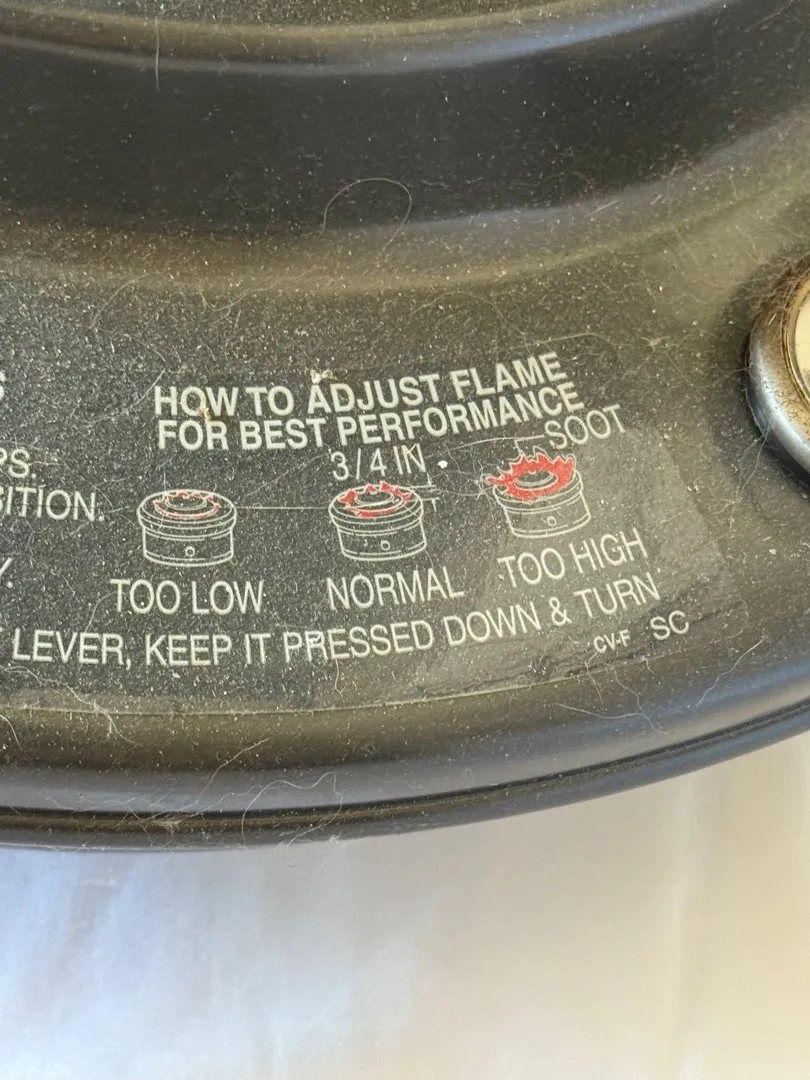 HOW TO ADJUST FLAME
FOR BEST PERFORMANCE
3/4 IN
SOOT
PS.
SITION.
TOO LOW
NORMAL
TOO HIGH
LEVER, KEEP IT PRESSED DOWN & TURN
CV-F SC